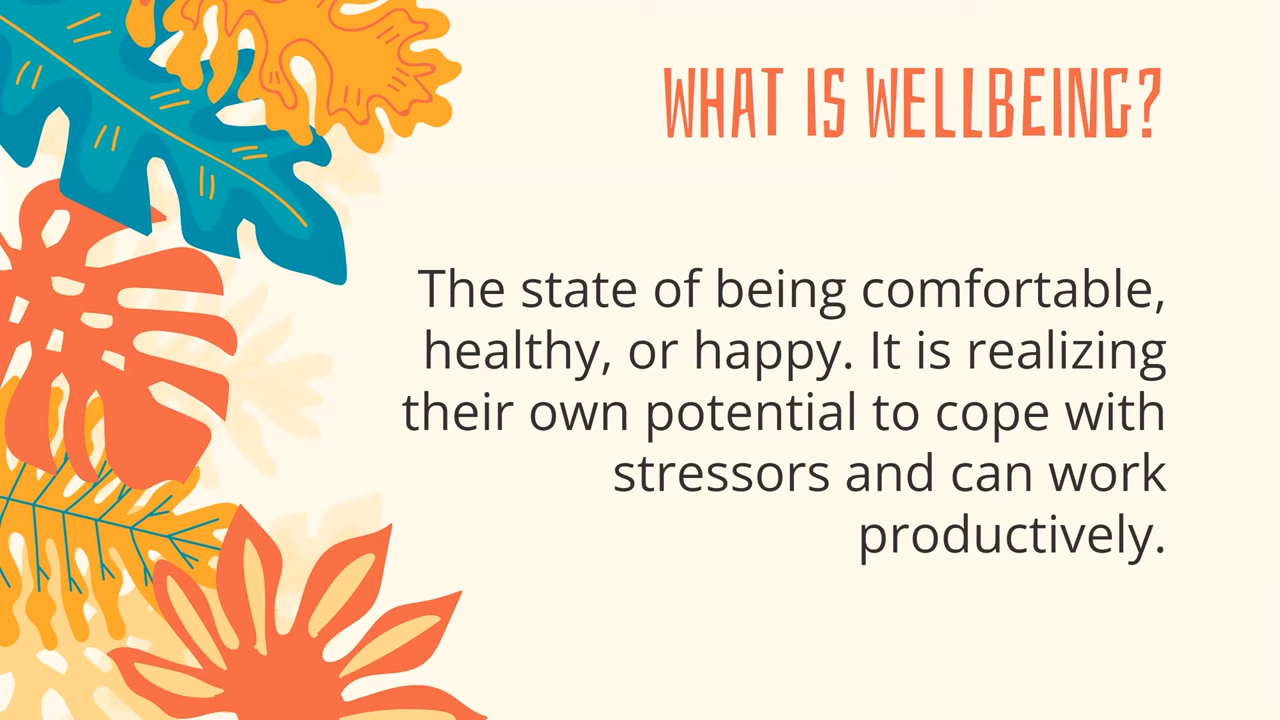 WHAT IS WELLBEING?
The state of being comfortable,
healthy, or happy. It is realizing
their own potential to cope with
stressors and can work
productively.